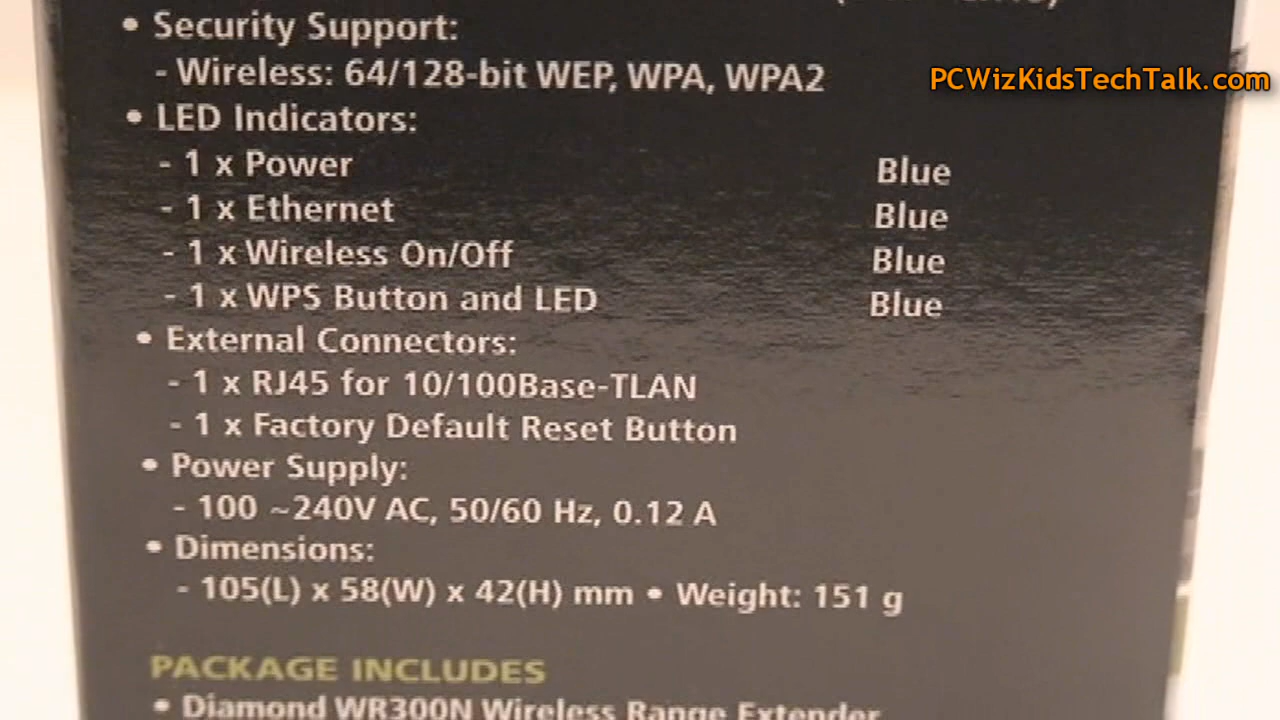 • Security Support:
- Wireless: 64/128-bit WEP, WPA, WPA2
PCWizKidsTechTalk.com
• LED Indicators:
- 1 x Power Blue
- 1 x Ethernet Blue
- 1 x Wireless On/Off Blue
- 1 x WPS Button and LED Blue
• External Connectors:
- 1 x RJ45 for 10/100Base-TLAN
- 1 x Factory Default Reset Button
• Power Supply:
- 100 ~240V AC, 50/60 Hz, 0.12 A
• Dimensions:
- 105(L) x 58(W) x 42(H) mm • Weight: 151 g
PACKAGE INCLUDES
• Diamond WR300N Wireless Range Extender